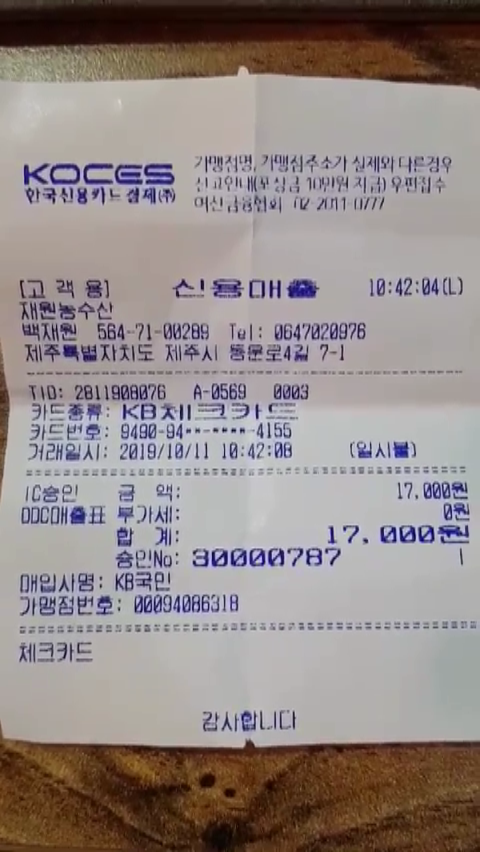 KOCES
한국신용카드결제(주)
가맹점명, 가맹점주소가 실제와 다른경우
신고안내(포상금 10만원 지급) 우편접수
여신금융협회 02-2011-0777
[고 객 용] 신용매출 10:42:04(L)
재원농수산
백재원 564-71-00289 Tel: 0647020976
제주특별자치도 제주시 동문로4길 7-1
TID: 2811908076 A-0569 0003
카드종류: KB체크카드
카드번호: 9490-94**-****-4155
거래일시: 2019/10/11 10:42:08 (일시불)
IC승인 금 액: 17,000원
DDC매출표 부가세: 0원
합 계: 17,000원
승인No: 30000787
매입사명: KB국민
가맹점번호: 00094086318
체크카드
감사합니다